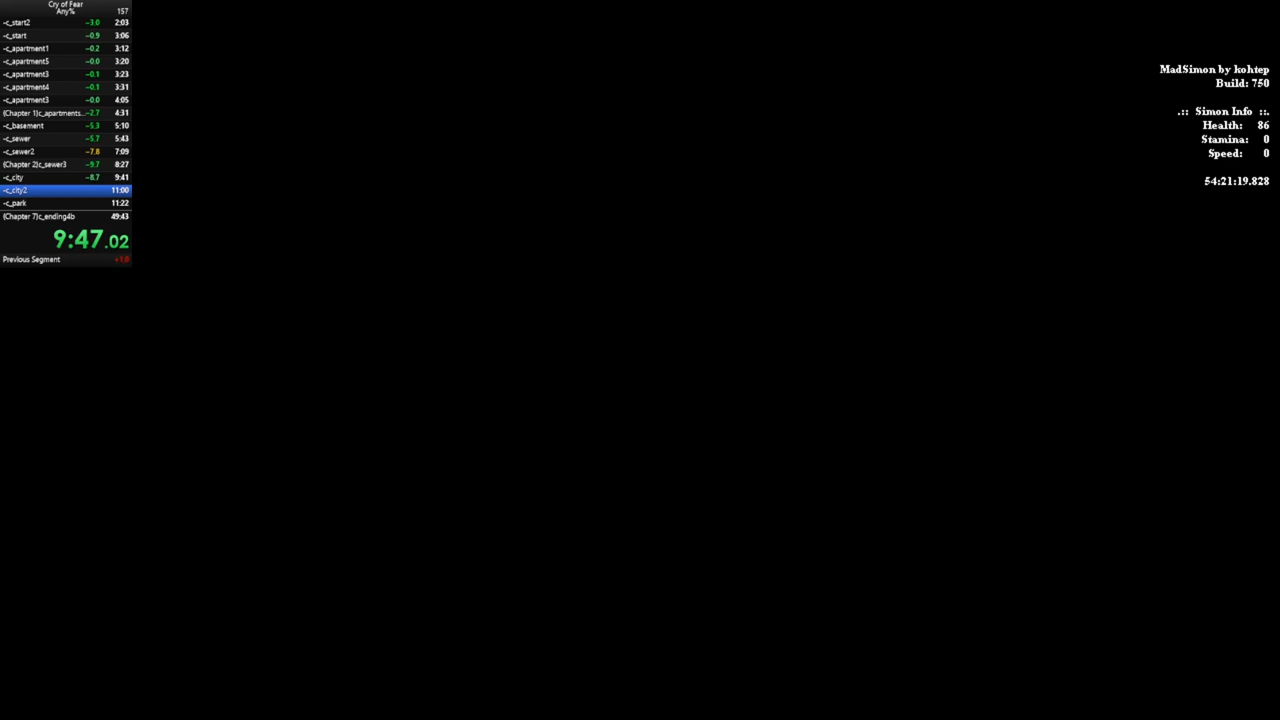 Cry of Fear
Any% 157
-c_start2 -3.0 2:03
-c_start -0.9 3:06
-c_apartment1 -0.2 3:12
-c_apartment5 -0.0 3:20
-c_apartment3 -0.1 3:23
-c_apartment4 -0.1 3:31
-c_apartment3 -0.0 4:05
(Chapter 1)c_apartments... -2.7 4:31
-c_basement -5.3 5:10
-c_sewer -5.7 5:43
-c_sewer2 -7.8 7:09
(Chapter 2)c_sewer3 -9.7 8:27
-c_city -8.7 9:41
-c_city2 11:00
-c_park 11:22
(Chapter 7)c_ending4b 49:43
9:47.02
Previous Segment +1.0
MadSimon by kohtep
Build: 750
.:: Simon Info ::.
Health: 86
Stamina: 0
Speed: 0
54:21:19.828